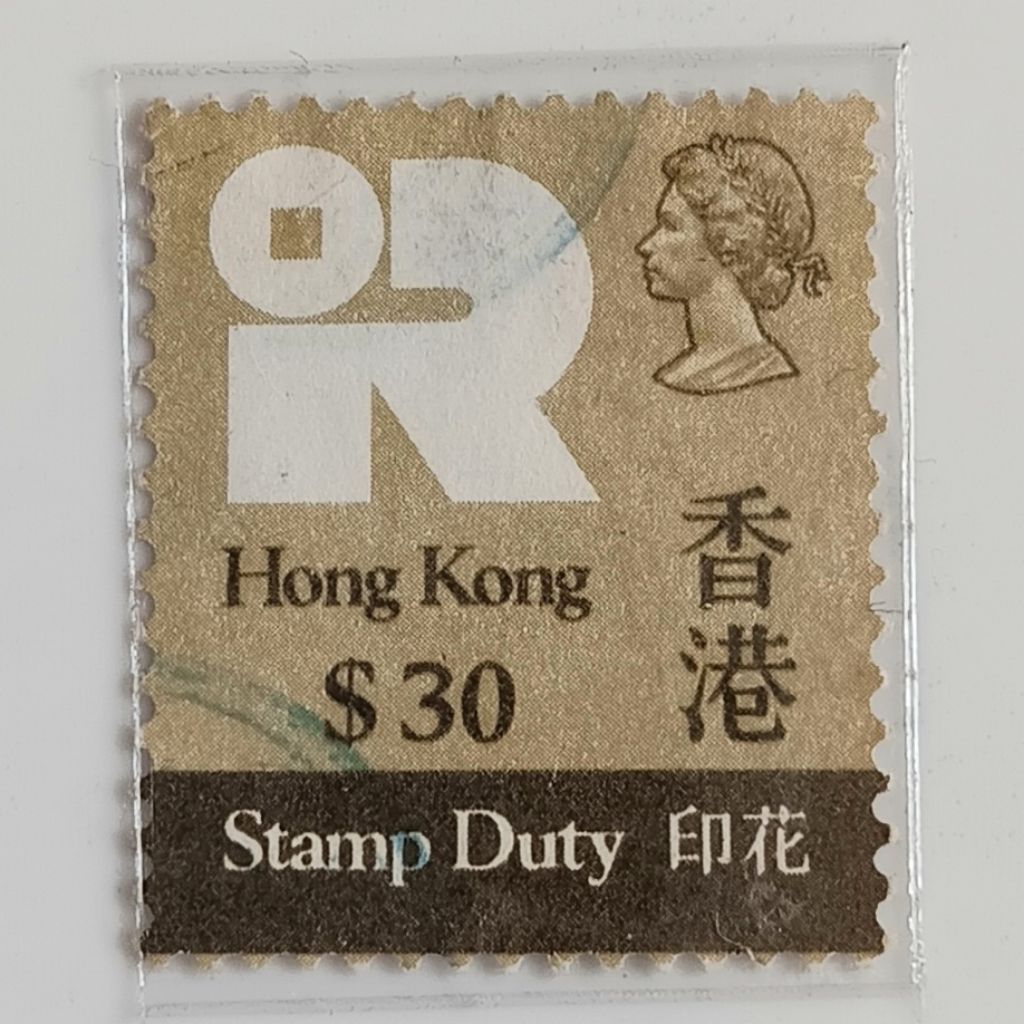 R
Hong Kong
$30
香港
Stamp Duty 印花